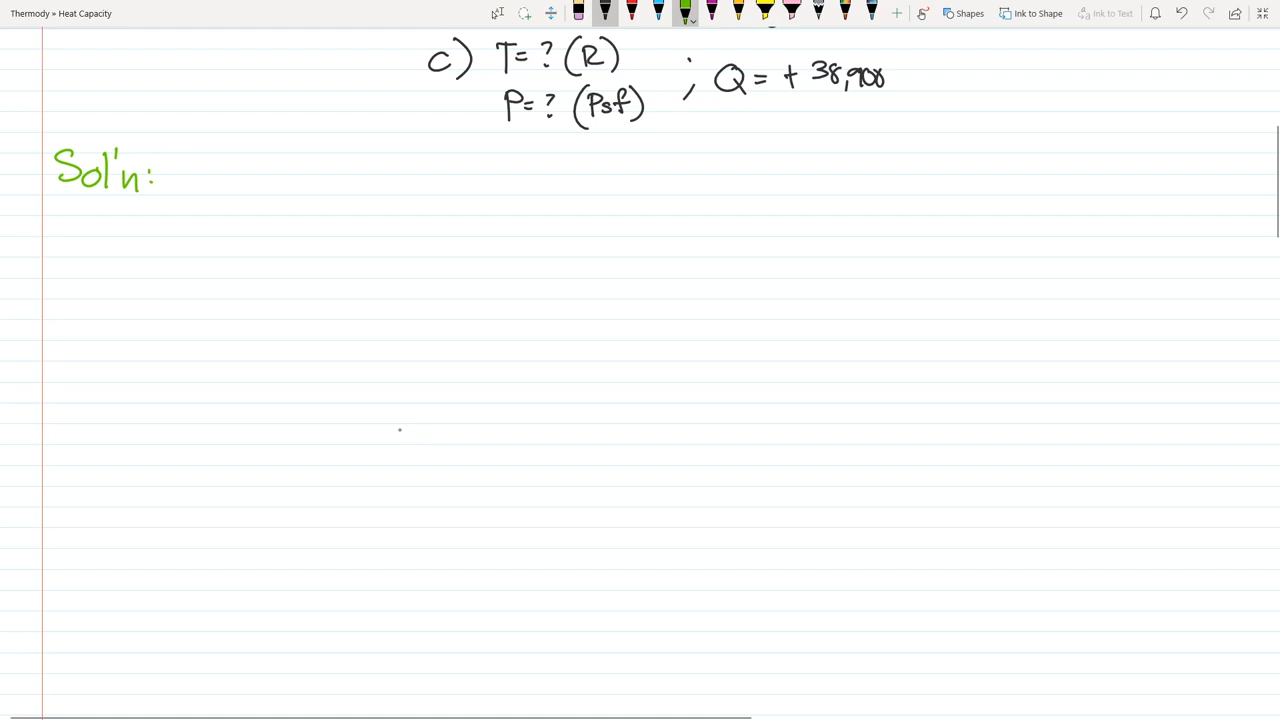 Thermody » Heat Capacity
Shapes Ink to Shape Ink to Text
c) T= ? (R)
; Q = + 38,908
P= ? (Psf)
Sol'n: